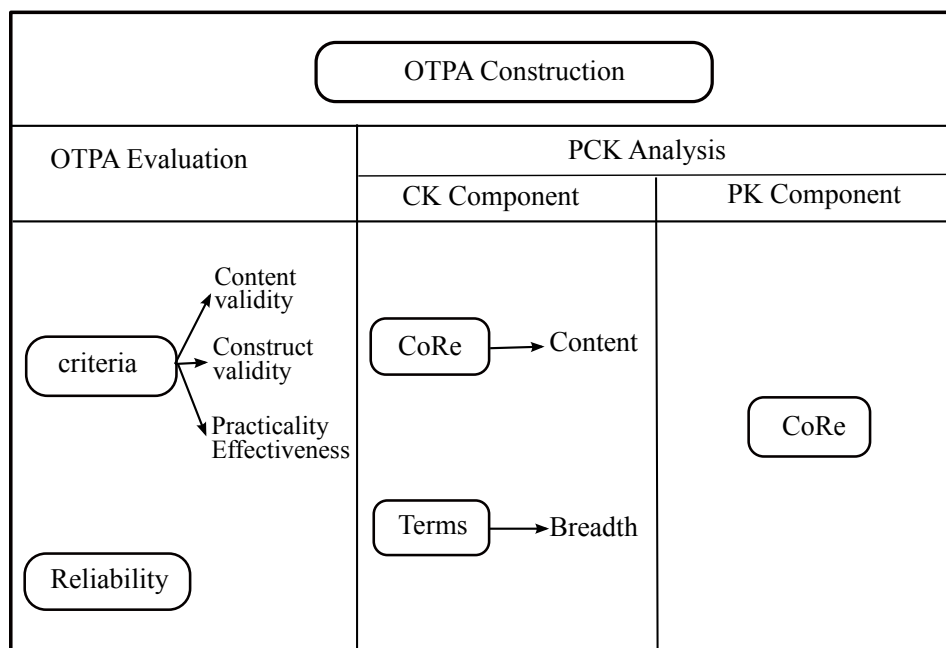 OTPA Construction
OTPA Evaluation
PCK Analysis
CK Component
PK Component
criteria
Content
validity
Construct
validity
Practicality
Effectiveness
Reliability
CoRe
Content
Terms
Breadth
CoRe